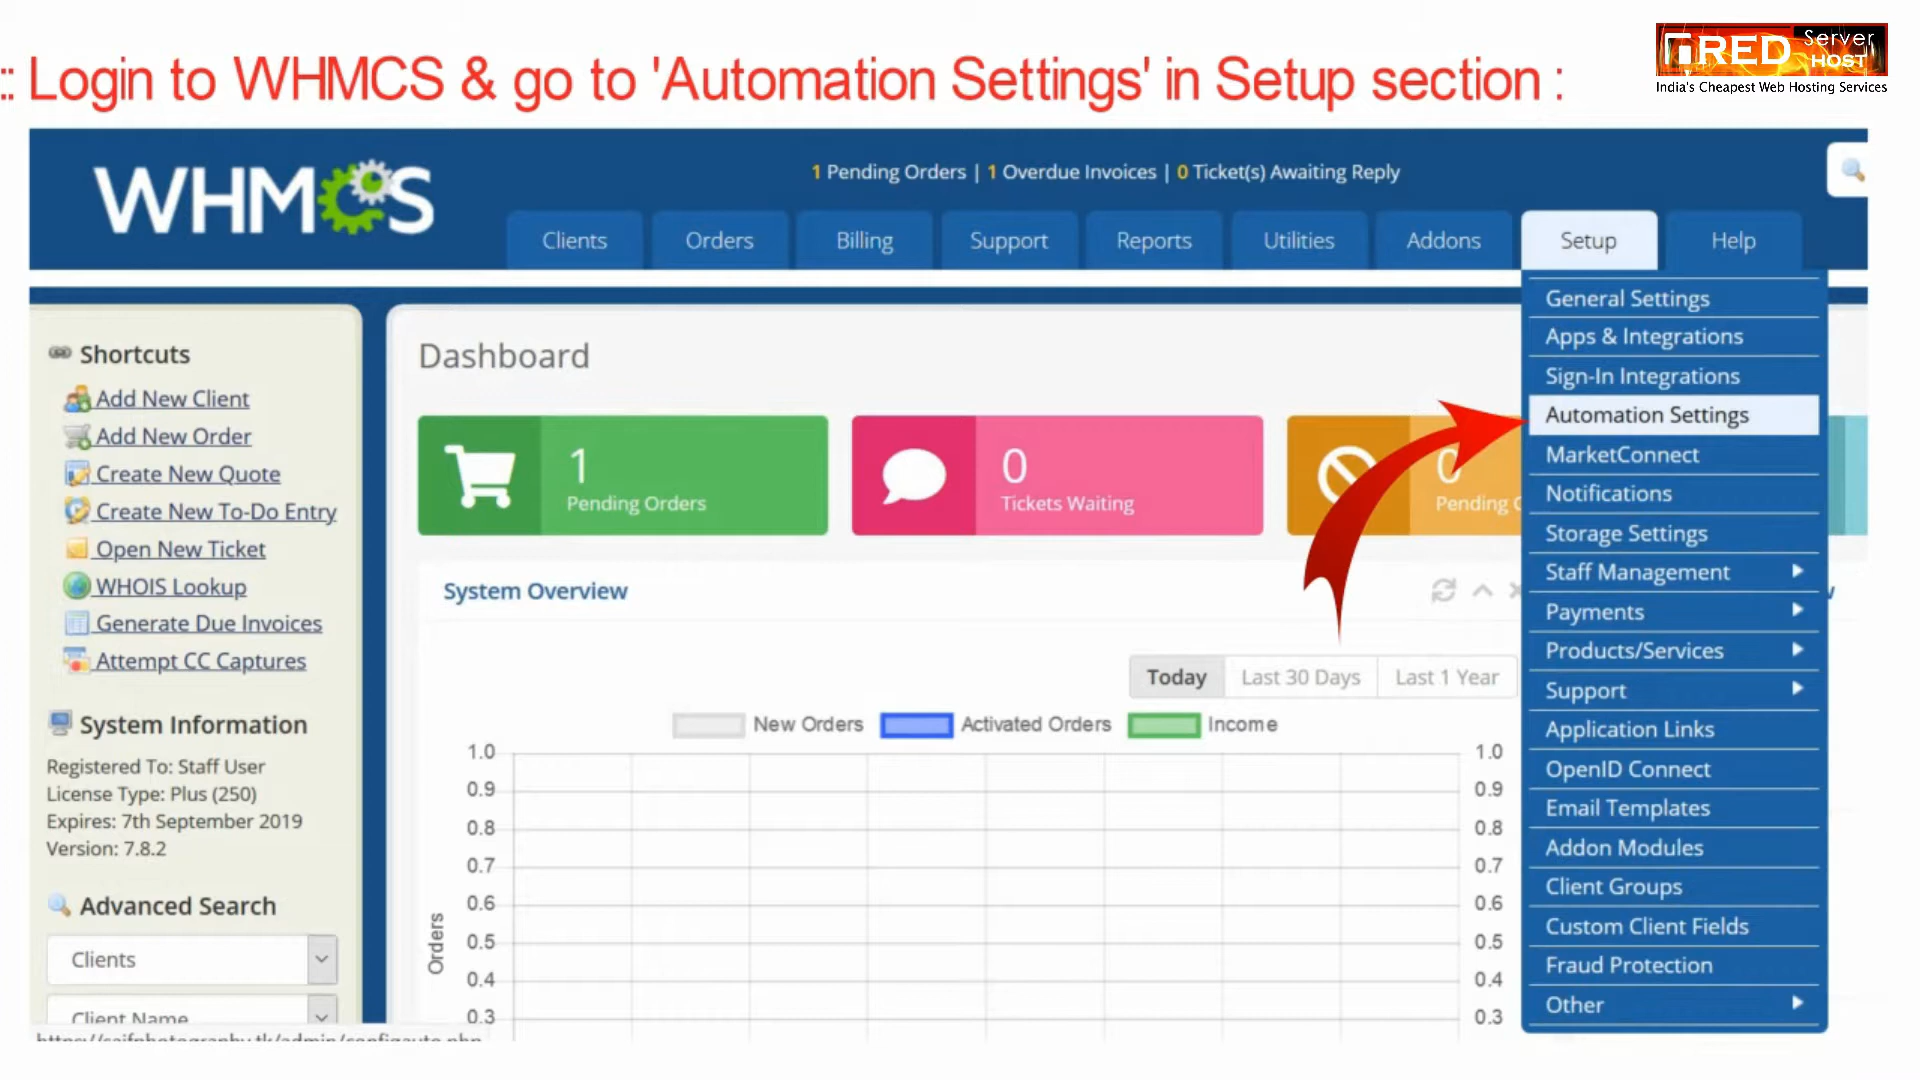 :: Login to WHMCS & go to 'Automation Settings' in Setup section :
RED Server HOST
India's Cheapest Web Hosting Services
WHMCS
1 Pending Orders | 1 Overdue Invoices | 0 Ticket(s) Awaiting Reply
Clients
Orders
Billing
Support
Reports
Utilities
Addons
Setup
Help
General Settings
Apps & Integrations
Sign-In Integrations
Automation Settings
MarketConnect
Notifications
Storage Settings
Staff Management
Payments
Products/Services
Support
Application Links
OpenID Connect
Email Templates
Addon Modules
Client Groups
Custom Client Fields
Fraud Protection
Other
Shortcuts
Add New Client
Add New Order
Create New Quote
Create New To-Do Entry
Open New Ticket
WHOIS Lookup
Generate Due Invoices
Attempt CC Captures
System Information
Registered To: Staff User
License Type: Plus (250)
Expires: 7th September 2019
Version: 7.8.2
Advanced Search
Clients
Client Name
https://saifphotography.tk/admin/configauto.php
Dashboard
1
Pending Orders
0
Tickets Waiting
0
Pending
System Overview
Today
Last 30 Days
Last 1 Year
New Orders
Activated Orders
Income
Orders
1.0
0.9
0.8
0.7
0.6
0.5
0.4
0.3
1.0
0.9
0.8
0.7
0.6
0.5
0.4
0.3